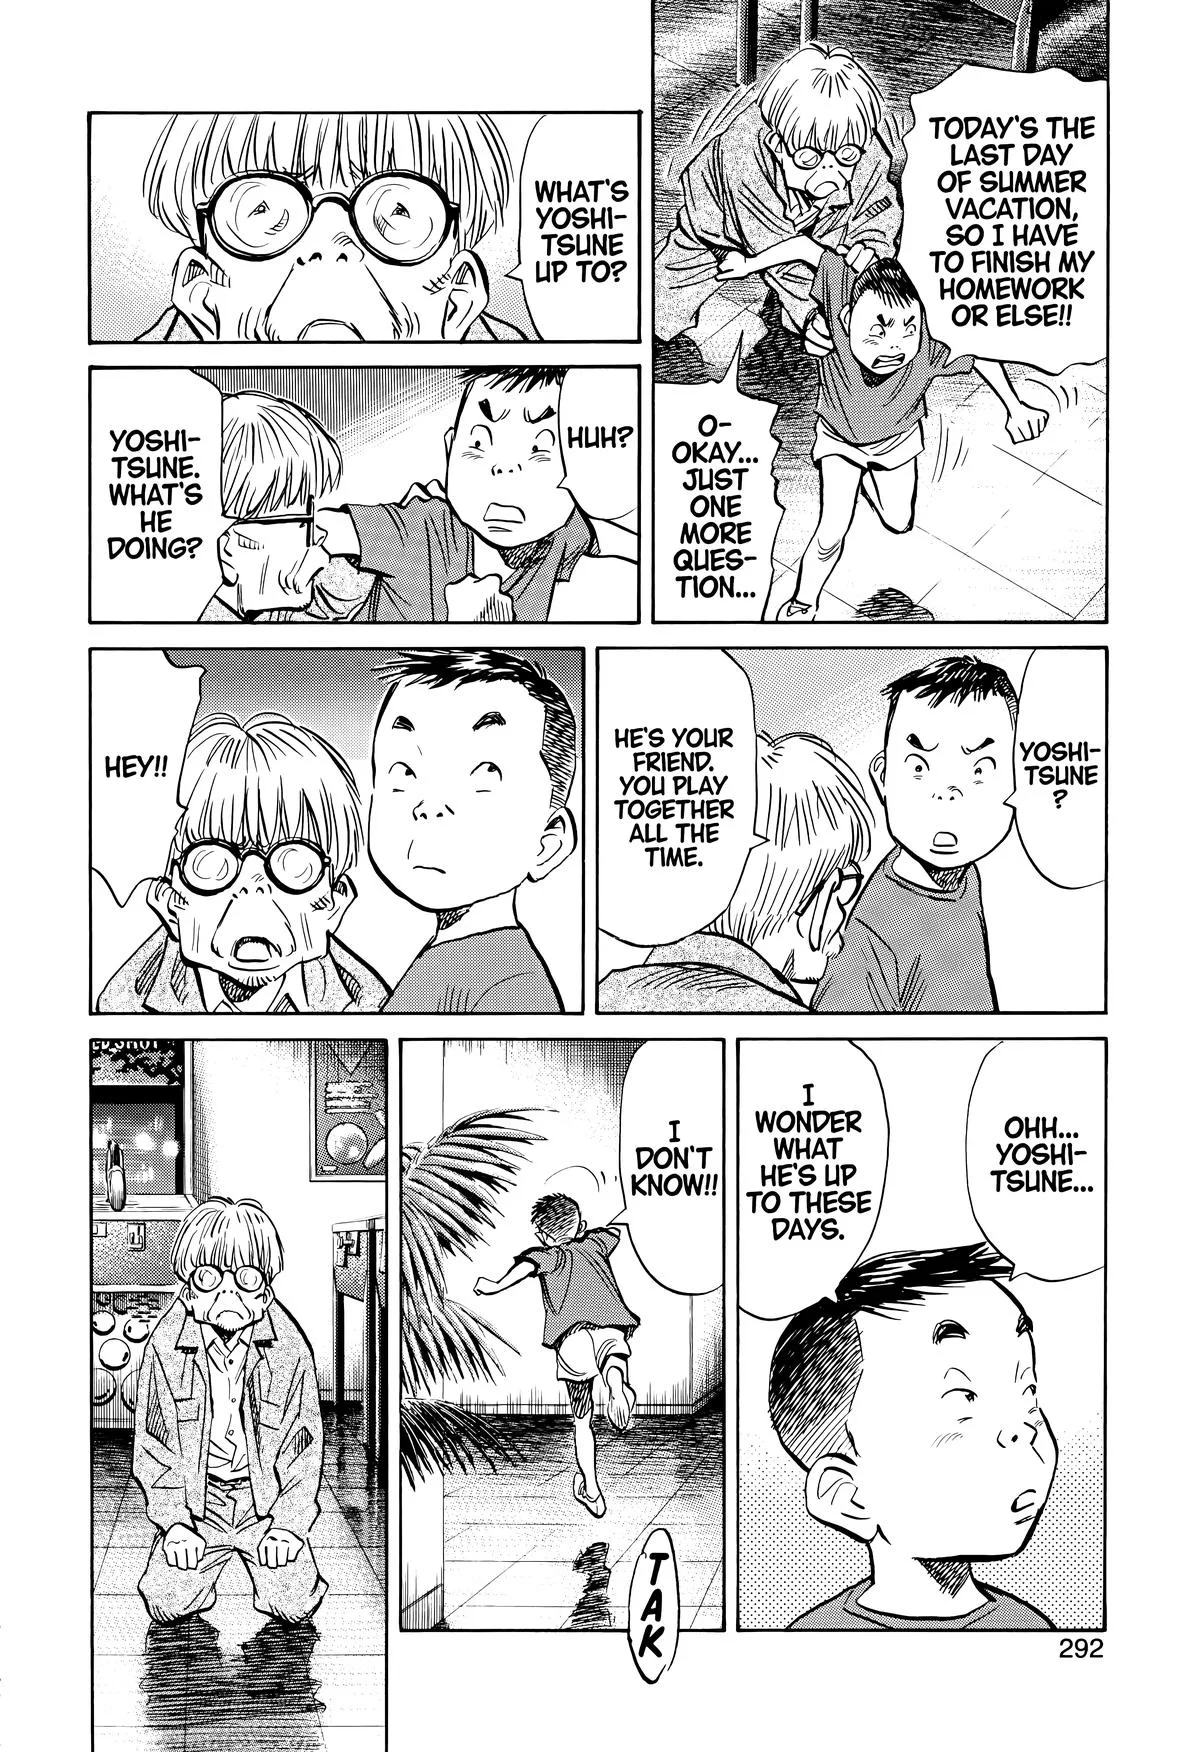 TODAY'S THE
LAST DAY
OF SUMMER
VACATION,
SO I HAVE
TO FINISH MY
HOMEWORK
OR ELSE!!
O-
OKAY...
JUST
ONE
MORE
QUES-
TION...
WHAT'S
YOSHI-
TSUNE
UP TO?
HUH?
YOSHI-
TSUNE.
WHAT'S
HE
DOING?
YOSHI-
TSUNE
?
HE'S YOUR
FRIEND.
YOU PLAY
TOGETHER
ALL THE
TIME.
HEY!!
OHH...
YOSHI-
TSUNE...
I
WONDER
WHAT
HE'S UP
TO THESE
DAYS.
I
DON'T
KNOW!!
TAK
SHOT
292